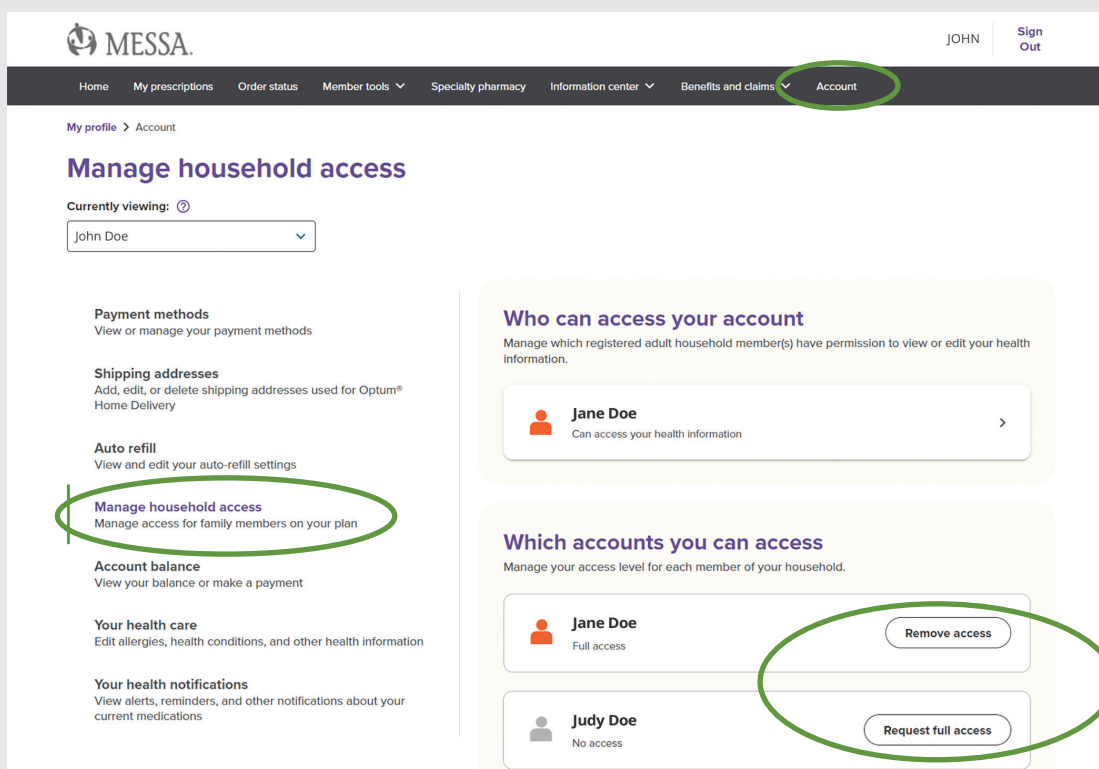 MESSA.
JOHN
Sign
Out
Home My prescriptions Order status Member tools Specialty pharmacy Information center Benefits and claims Account
My profile > Account
Manage household access
Currently viewing: ?
John Doe
Payment methods
View or manage your payment methods
Shipping addresses
Add, edit, or delete shipping addresses used for Optum®
Home Delivery
Auto refill
View and edit your auto-refill settings
Manage household access
Manage access for family members on your plan
Account balance
View your balance or make a payment
Your health care
Edit allergies, health conditions, and other health information
Your health notifications
View alerts, reminders, and other notifications about your
current medications
Who can access your account
Manage which registered adult household member(s) have permission to view or edit your health
information.
Jane Doe
Can access your health information
Which accounts you can access
Manage your access level for each member of your household.
Jane Doe
Full access
Remove access
Judy Doe
No access
Request full access